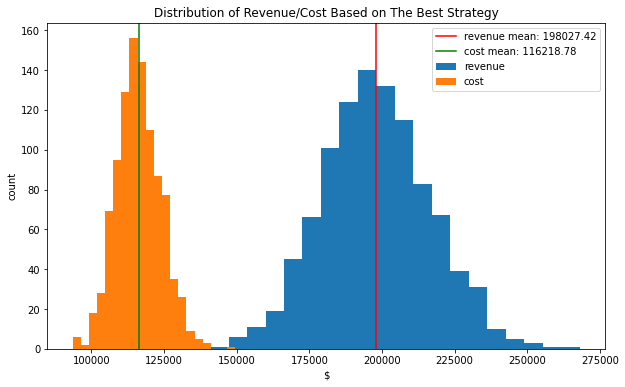 Distribution of Revenue/Cost Based on The Best Strategy
revenue mean: 198027.42
cost mean: 116218.78
revenue
cost
count
160
140
120
100
80
60
40
20
0
100000 125000 150000 175000 200000 225000 250000 275000
$